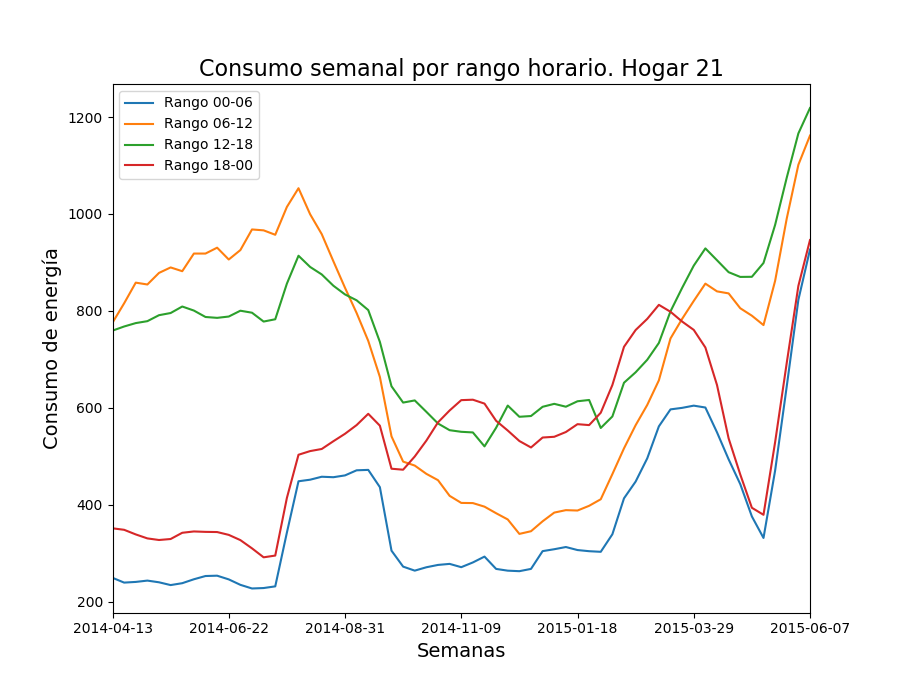 Consumo semanal por rango horario. Hogar 21
Rango 00-06
Rango 06-12
Rango 12-18
Rango 18-00
1200
1000
800
600
400
200
Consumo de energía
2014-04-13 2014-06-22 2014-08-31 2014-11-09 2015-01-18 2015-03-29 2015-06-07
Semanas